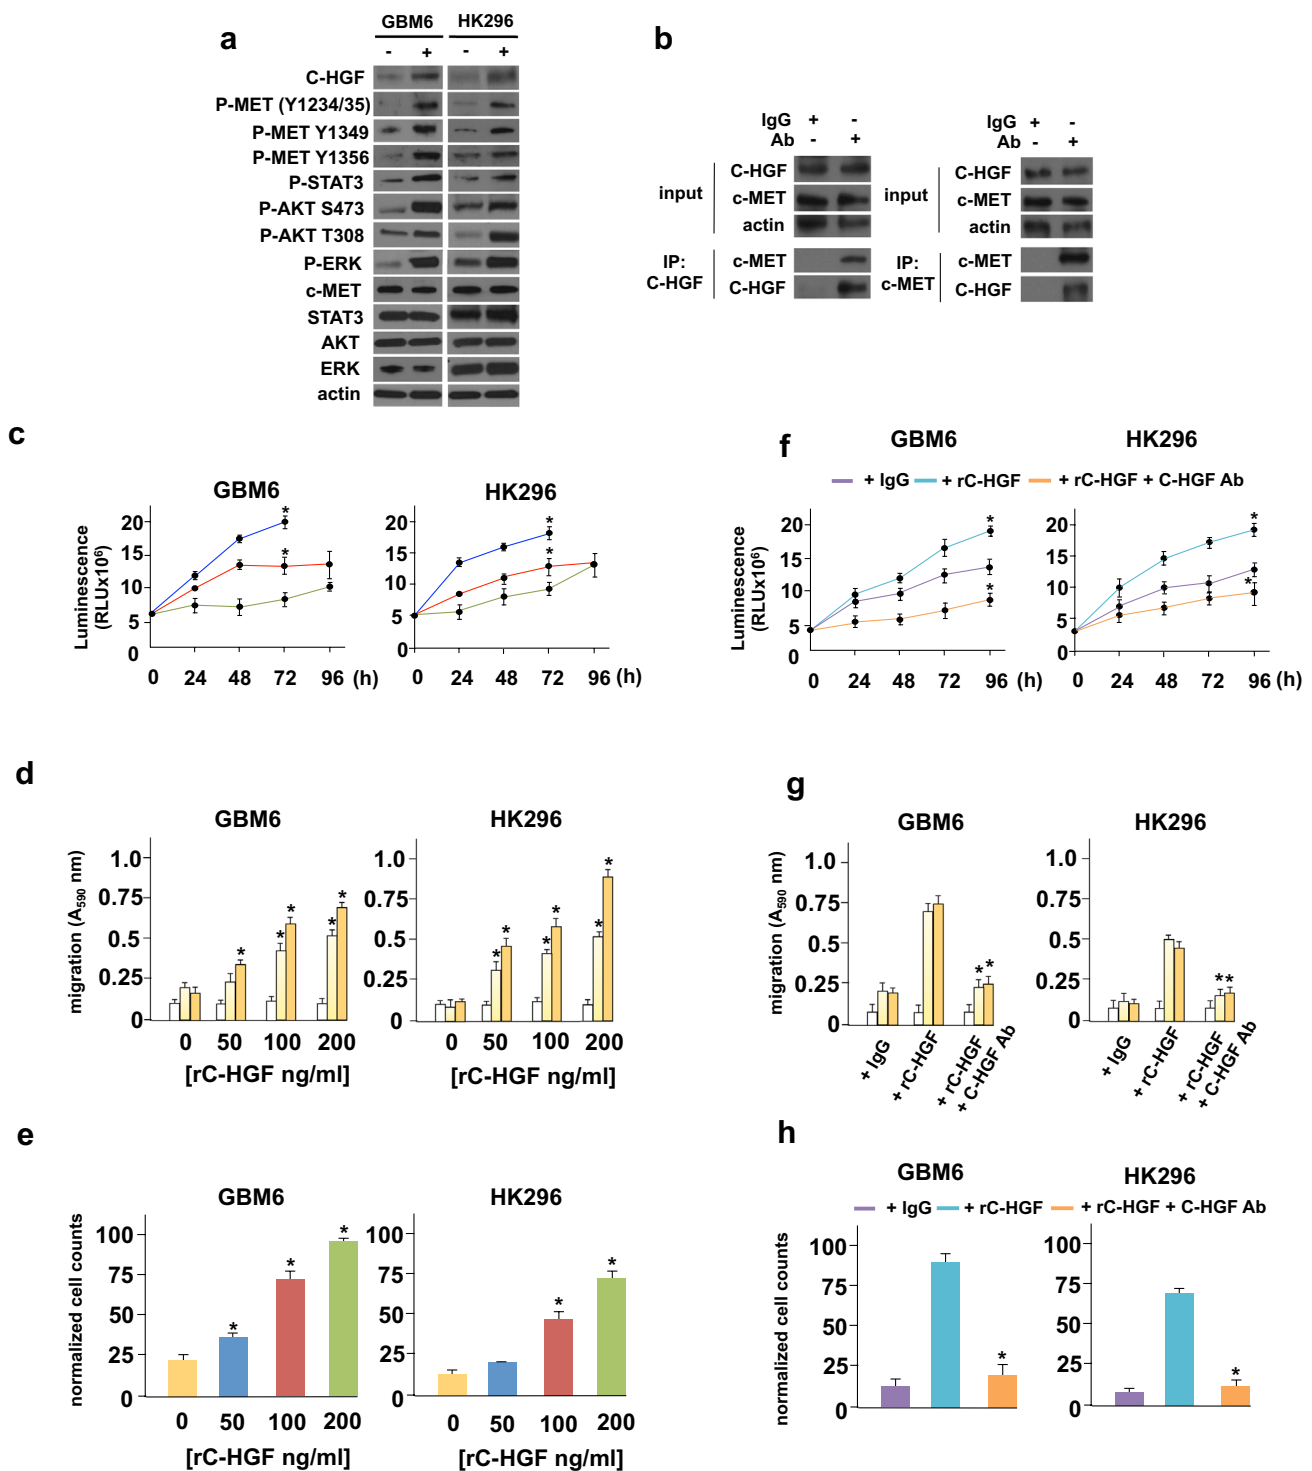 a
GBM6 HK296
- + - +
C-HGF
P-MET (Y1234/35)
P-MET Y1349
P-MET Y1356
P-STAT3
P-AKT S473
P-AKT T308
P-ERK
c-MET
STAT3
AKT
ERK
actin
b
IgG + -
Ab - +
input
C-HGF
c-MET
actin
IP:
C-HGF
c-MET
C-HGF
IgG + -
Ab - +
input
C-HGF
c-MET
actin
IP:
c-MET
c-MET
C-HGF
c
GBM6
Luminescence
(RLUx10⁶)
20
15
10
5
0
* *
0 24 48 72 96 (h)
HK296
20
15
10
5
0
* *
0 24 48 72 96 (h)
d
GBM6
migration (A₅₉₀ nm)
1.0
0.75
0.5
0.25
0
* * * * *
0 50 100 200
[rC-HGF ng/ml]
HK296
1.0
0.75
0.5
0.25
0
* * * * * *
0 50 100 200
[rC-HGF ng/ml]
e
GBM6
normalized cell counts
100
75
50
25
0
* * *
0 50 100 200
[rC-HGF ng/ml]
HK296
100
75
50
25
0
* *
0 50 100 200
[rC-HGF ng/ml]
f
GBM6 HK296
+ IgG + rC-HGF + rC-HGF + C-HGF Ab
Luminescence
(RLUx10⁶)
20
15
10
5
0
* *
0 24 48 72 96 (h)
20
15
10
5
0
* *
0 24 48 72 96 (h)
g
GBM6
migration (A₅₉₀ nm)
1.0
0.75
0.5
0.25
0
* *
+ IgG
+ rC-HGF
+ rC-HGF
+ C-HGF Ab
HK296
1.0
0.75
0.5
0.25
0
**
+ IgG
+ rC-HGF
+ rC-HGF
+ C-HGF Ab
h
GBM6 HK296
+ IgG + rC-HGF + rC-HGF + C-HGF Ab
normalized cell counts
100
75
50
25
0
*
100
75
50
25
0
*